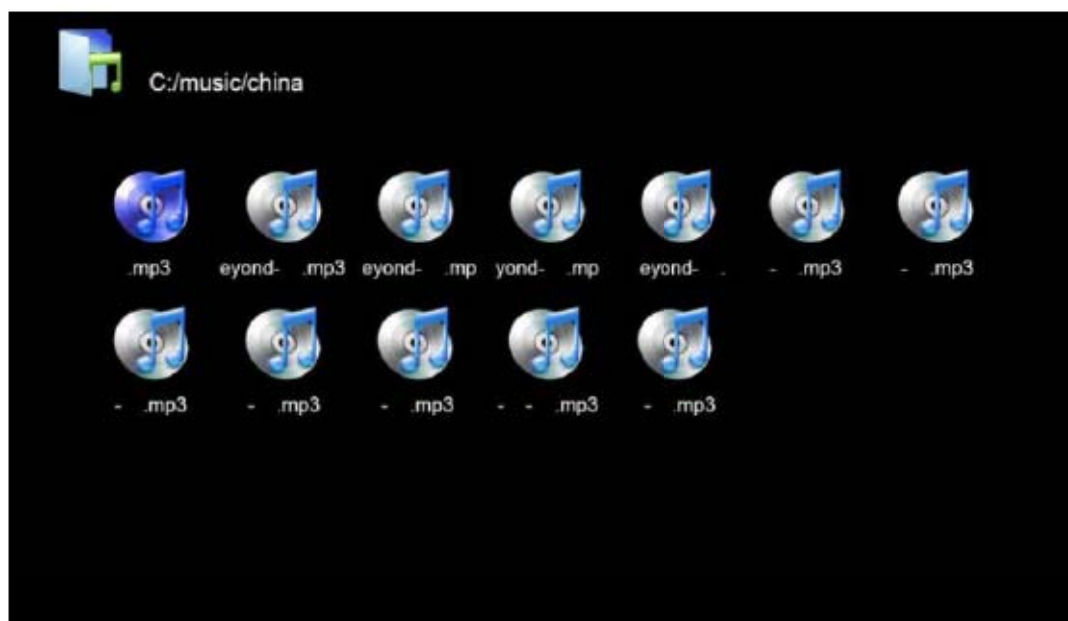 C:/music/china
.mp3 eyond- .mp3 eyond- .mp yond- .mp eyond- . - .mp3 - .mp3
- .mp3 - .mp3 - .mp3 - - .mp3 - .mp3